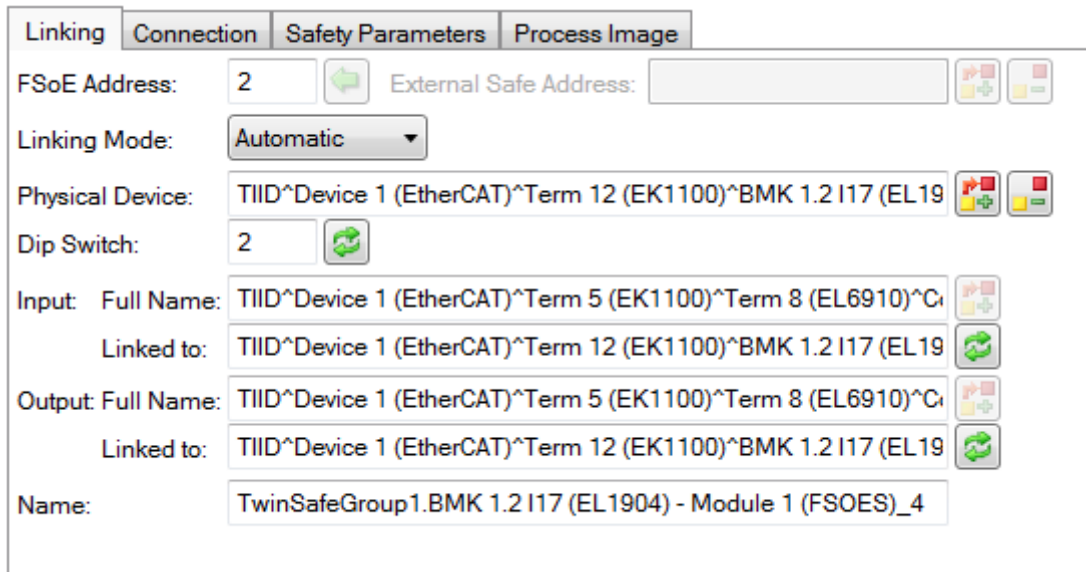 Linking Connection Safety Parameters Process Image
FSoE Address: 2 External Safe Address:
Linking Mode: Automatic
Physical Device: TIID^Device 1 (EtherCAT)^Term 12 (EK1100)^BMK 1.2 I17 (EL19
Dip Switch: 2
Input: Full Name: TIID^Device 1 (EtherCAT)^Term 5 (EK1100)^Term 8 (EL6910)^Co
Linked to: TIID^Device 1 (EtherCAT)^Term 12 (EK1100)^BMK 1.2 I17 (EL19
Output: Full Name: TIID^Device 1 (EtherCAT)^Term 5 (EK1100)^Term 8 (EL6910)^Co
Linked to: TIID^Device 1 (EtherCAT)^Term 12 (EK1100)^BMK 1.2 I17 (EL19
Name: TwinSafeGroup1.BMK 1.2 I17 (EL1904) - Module 1 (FSOES)_4